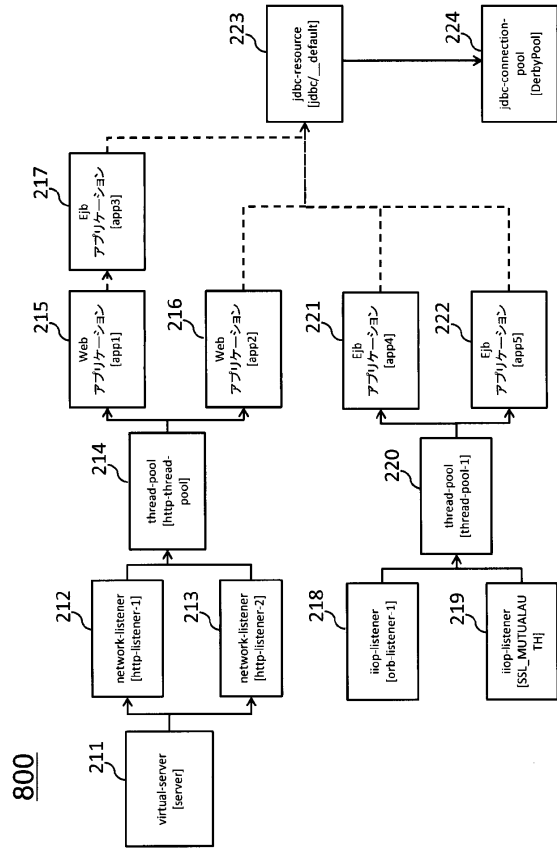 800
211
virtual-server
[server]
212
network-listener
[http-listener-1]
213
network-listener
[http-listener-2]
214
thread-pool
[http-thread-
pool]
215
Web
アプリケーション
[app1]
216
Web
アプリケーション
[app2]
217
Ejb
アプリケーション
[app3]
218
iiop-listener
[orb-listener-1]
219
iiop-listener
[SSL_MUTUALAU
TH]
220
thread-pool
[thread-pool-1]
221
Ejb
アプリケーション
[app4]
222
Ejb
アプリケーション
[app5]
223
jdbc-resource
[jdbc/__default]
224
jdbc-connection-
pool
[DerbyPool]